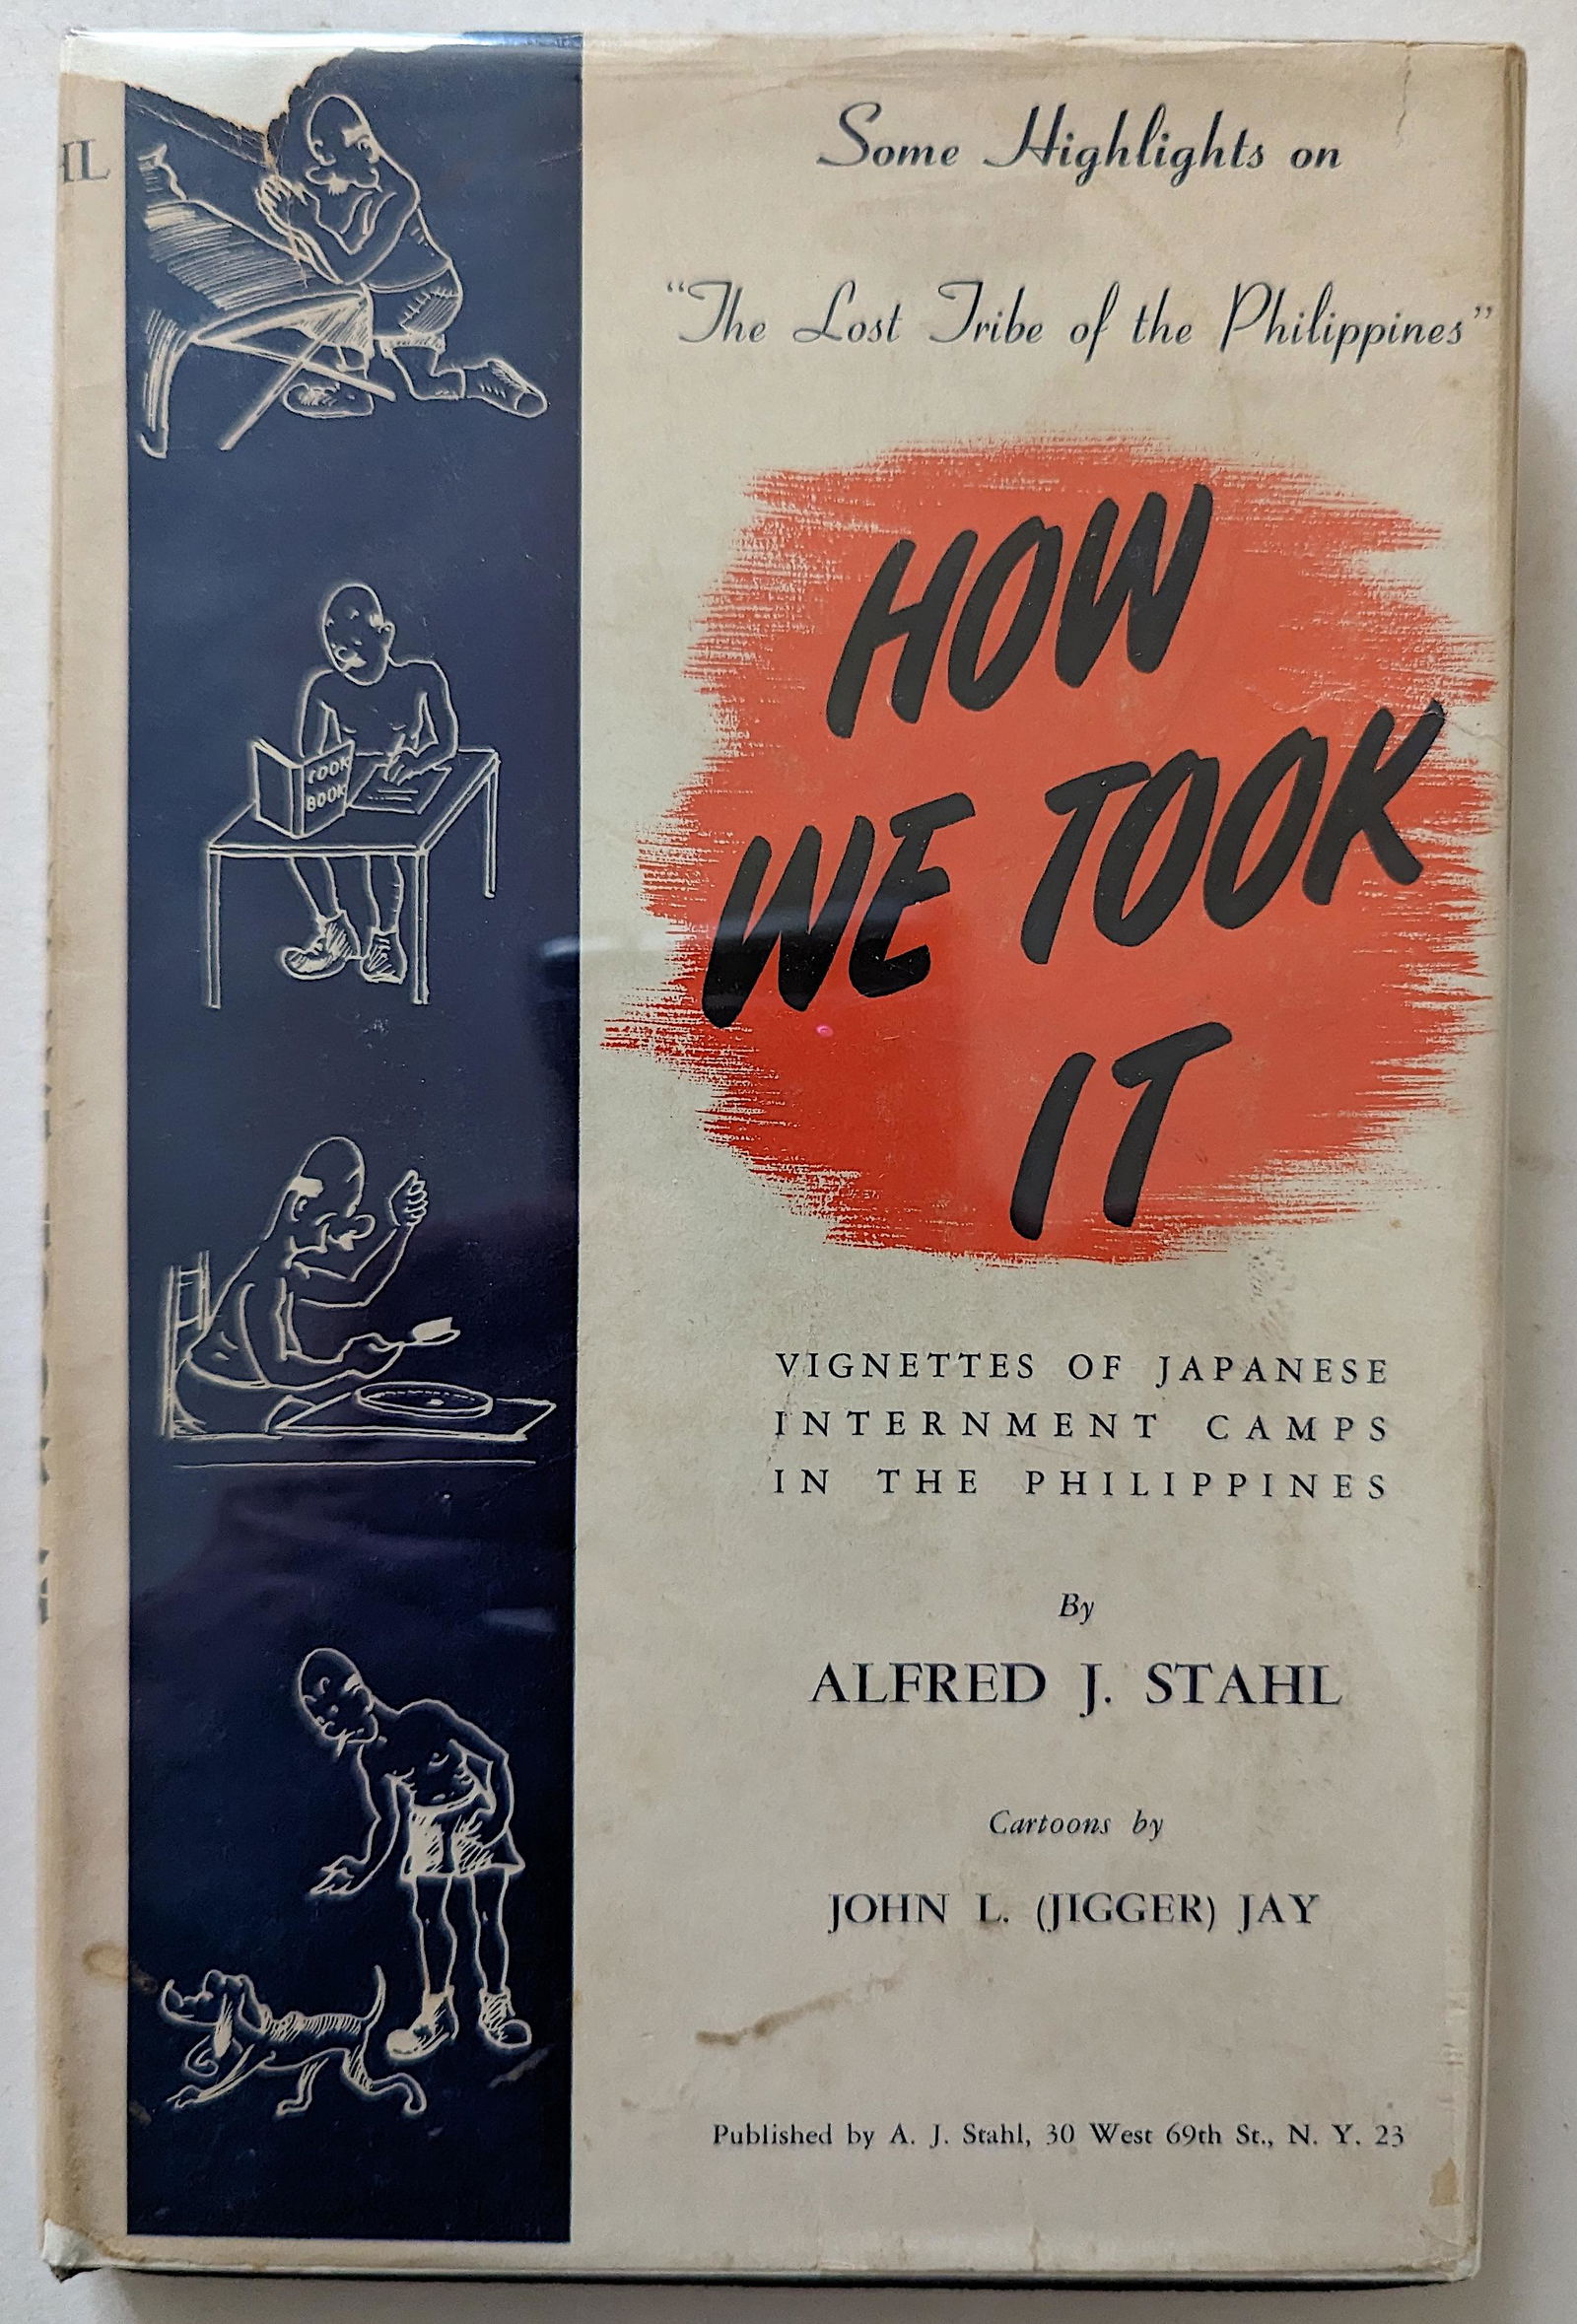 HL
Some Highlights on
"The Lost Tribe of the Philippines"
HOW
WE TOOK
IT
COOK
BOOK
VIGNETTES OF JAPANESE
INTERNMENT CAMPS
IN THE PHILIPPINES
By
ALFRED J. STAHL
Cartoons by
JOHN L. (JIGGER) JAY
Published by A. J. Stahl, 30 West 69th St., N. Y. 23